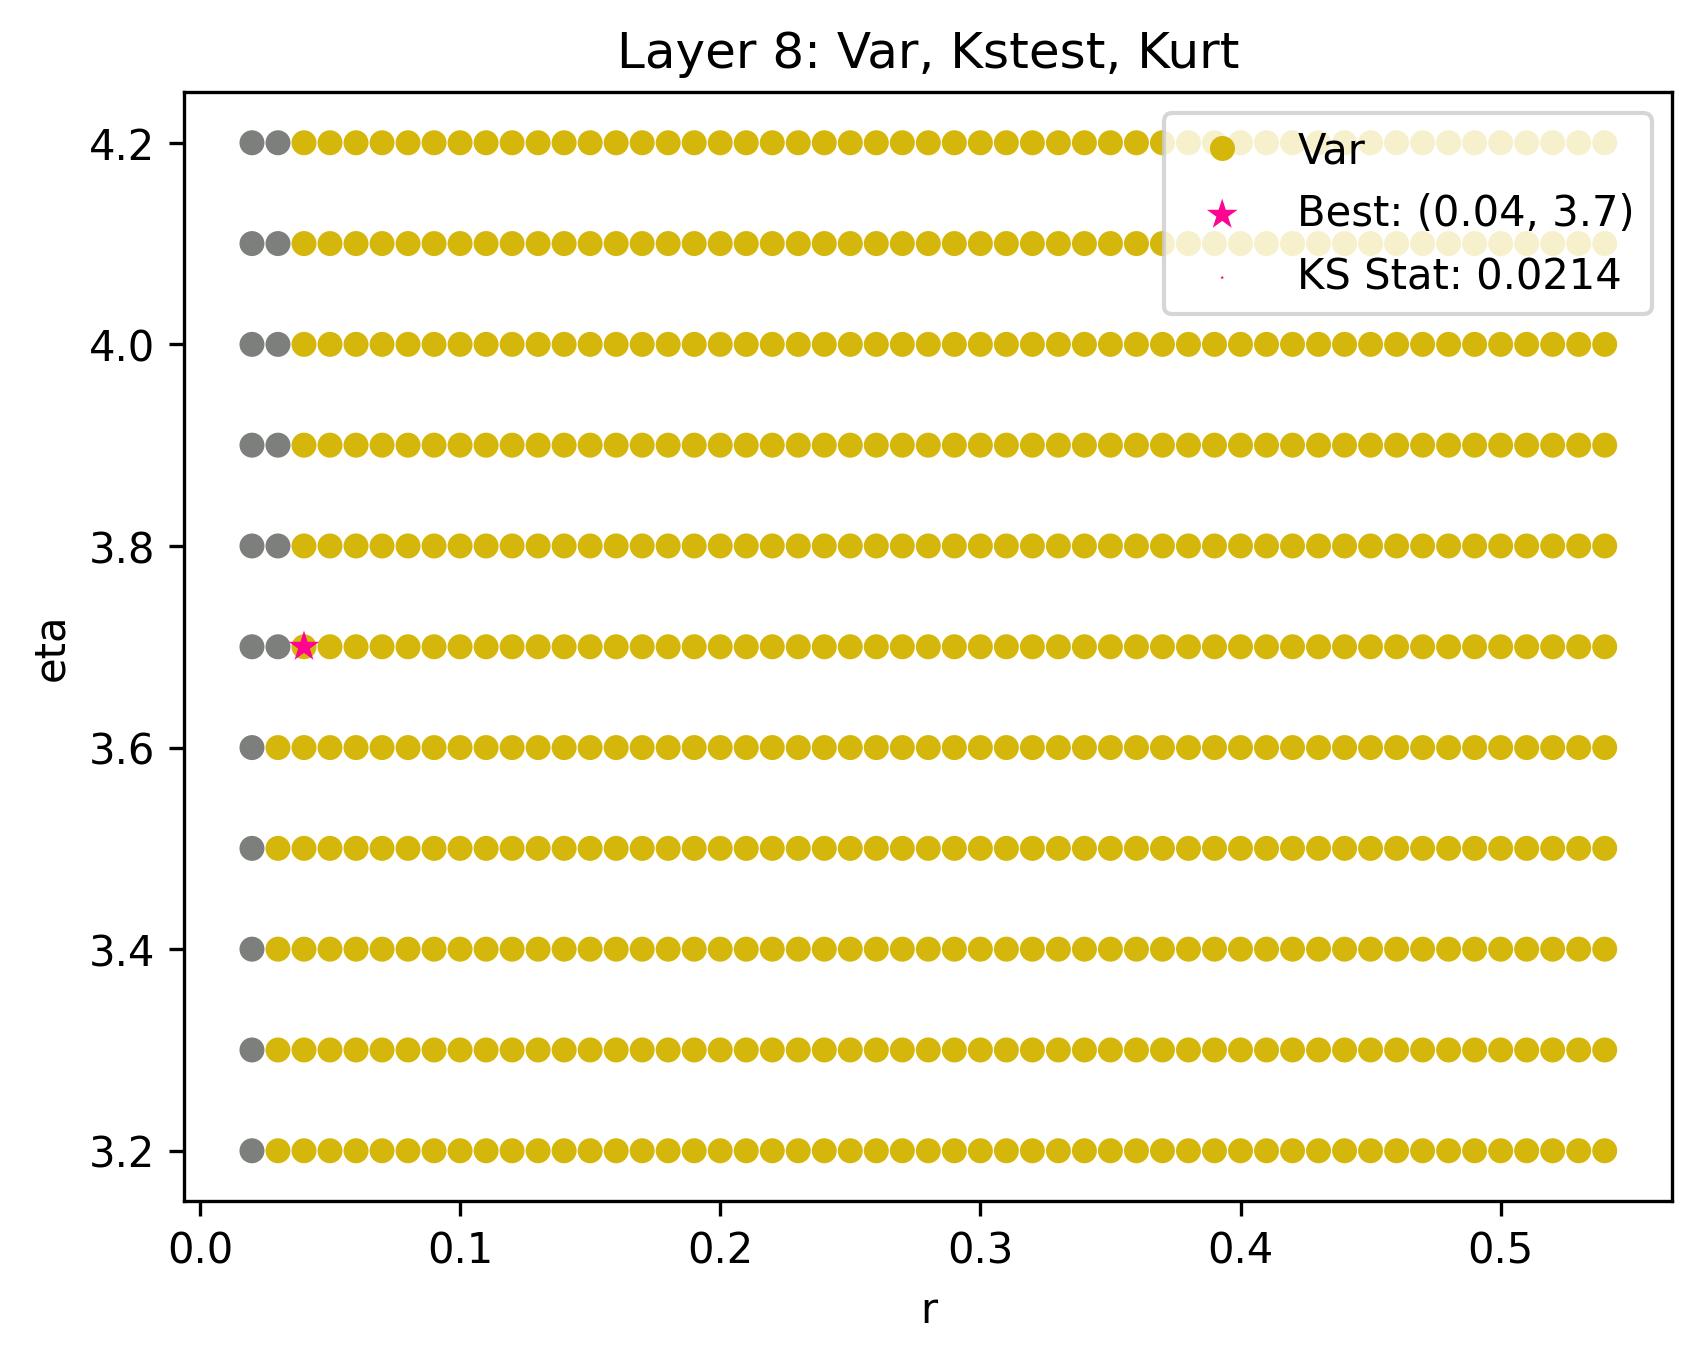 Layer 8: Var, Kstest, Kurt
Var
Best: (0.04, 3.7)
KS Stat: 0.0214
4.2
4.0
3.8
3.6
3.4
3.2
eta
0.0 0.1 0.2 0.3 0.4 0.5
r